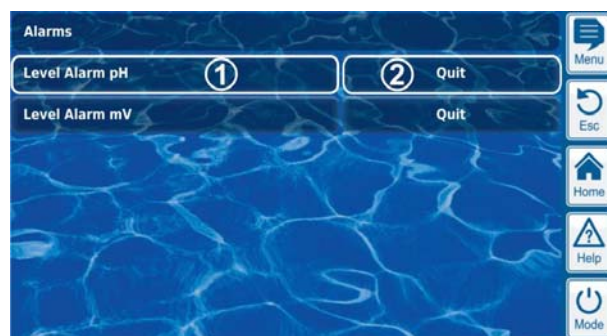 Alarms
Level Alarm pH ① ② Quit
Level Alarm mV Quit
Menu
Esc
Home
? Help
Mode